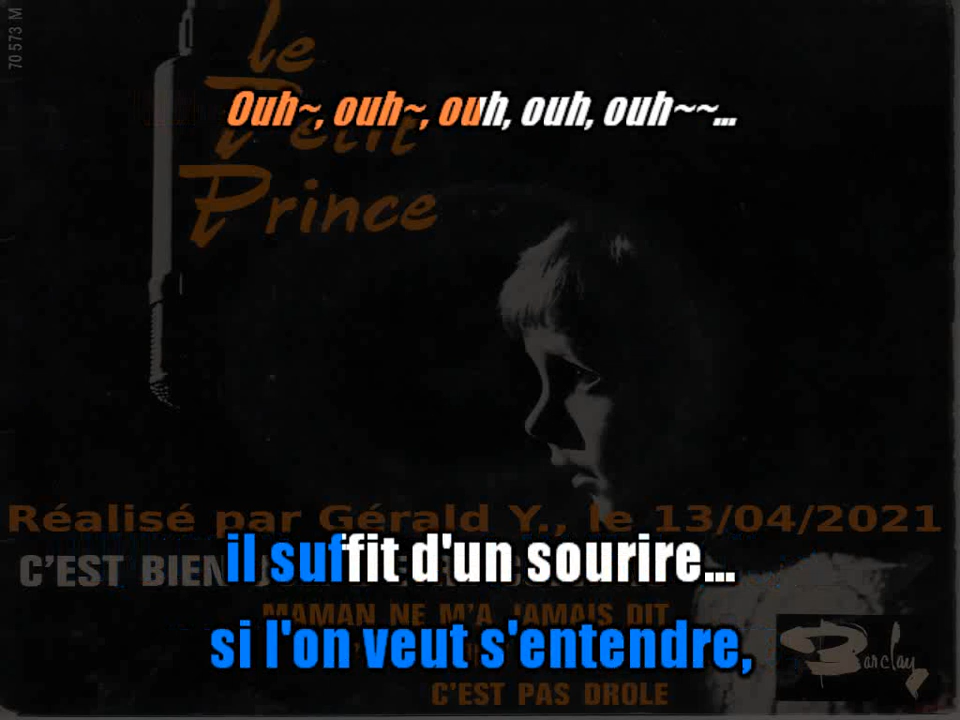 70 573 M
Le
Petit
Ouh~, ouh~, ouh, ouh, ouh~~...
Prince
Réalisé par Gérald Y., le 13/04/2021
il suffit d'un sourire...
C'EST BIEN
MAMAN NE M'A JAMAIS DIT
si l'on veut s'entendre,
Barclay
C'EST PAS DROLE